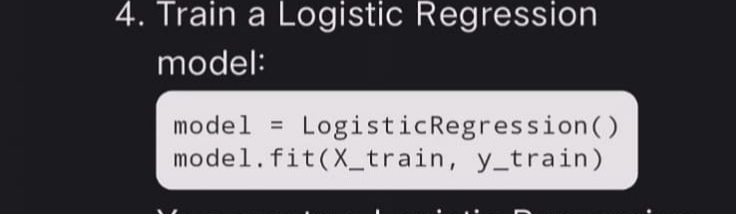 4. Train a Logistic Regression
model:
model = LogisticRegression()
model.fit(X_train, y_train)